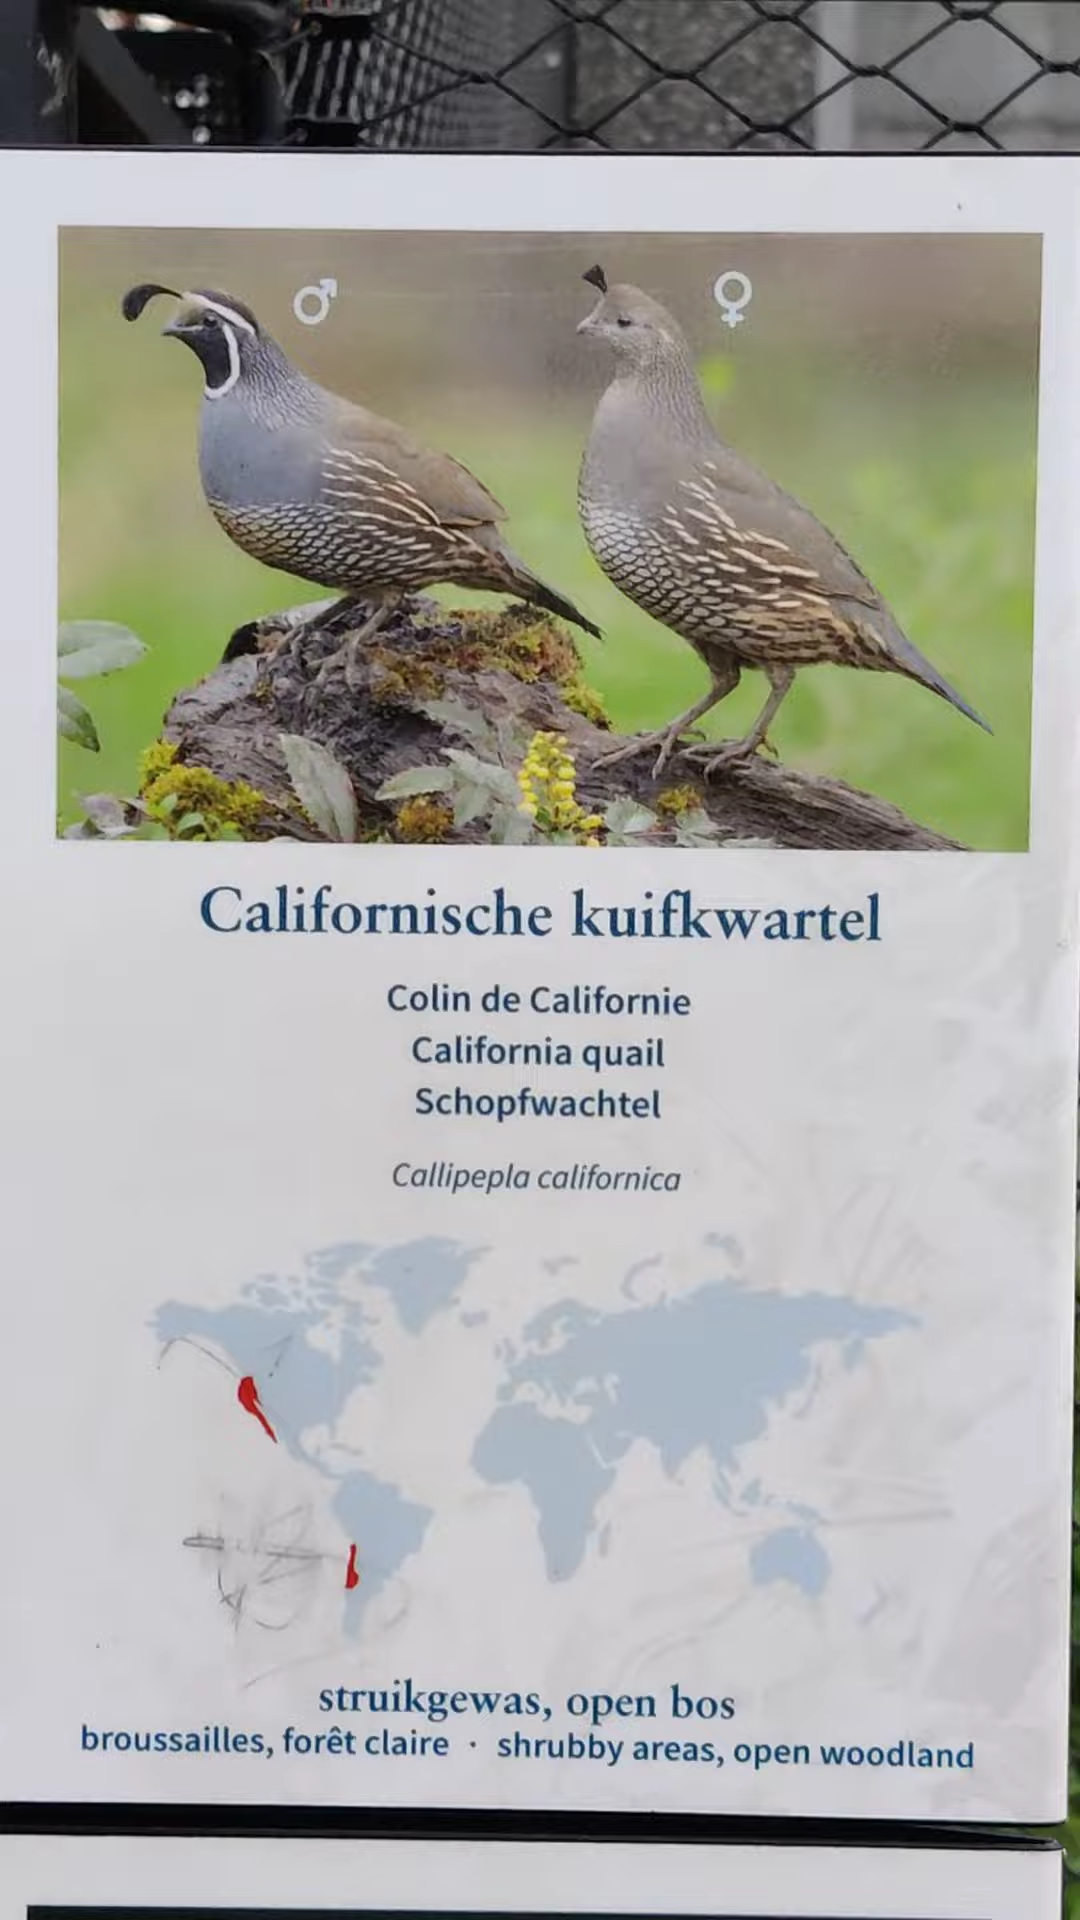 ♂ ♀
Californische kuifkwartel
Colin de Californie
California quail
Schopfwachtel
Callipepla californica
struikgewas, open bos
broussailles, forêt claire · shrubby areas, open woodland